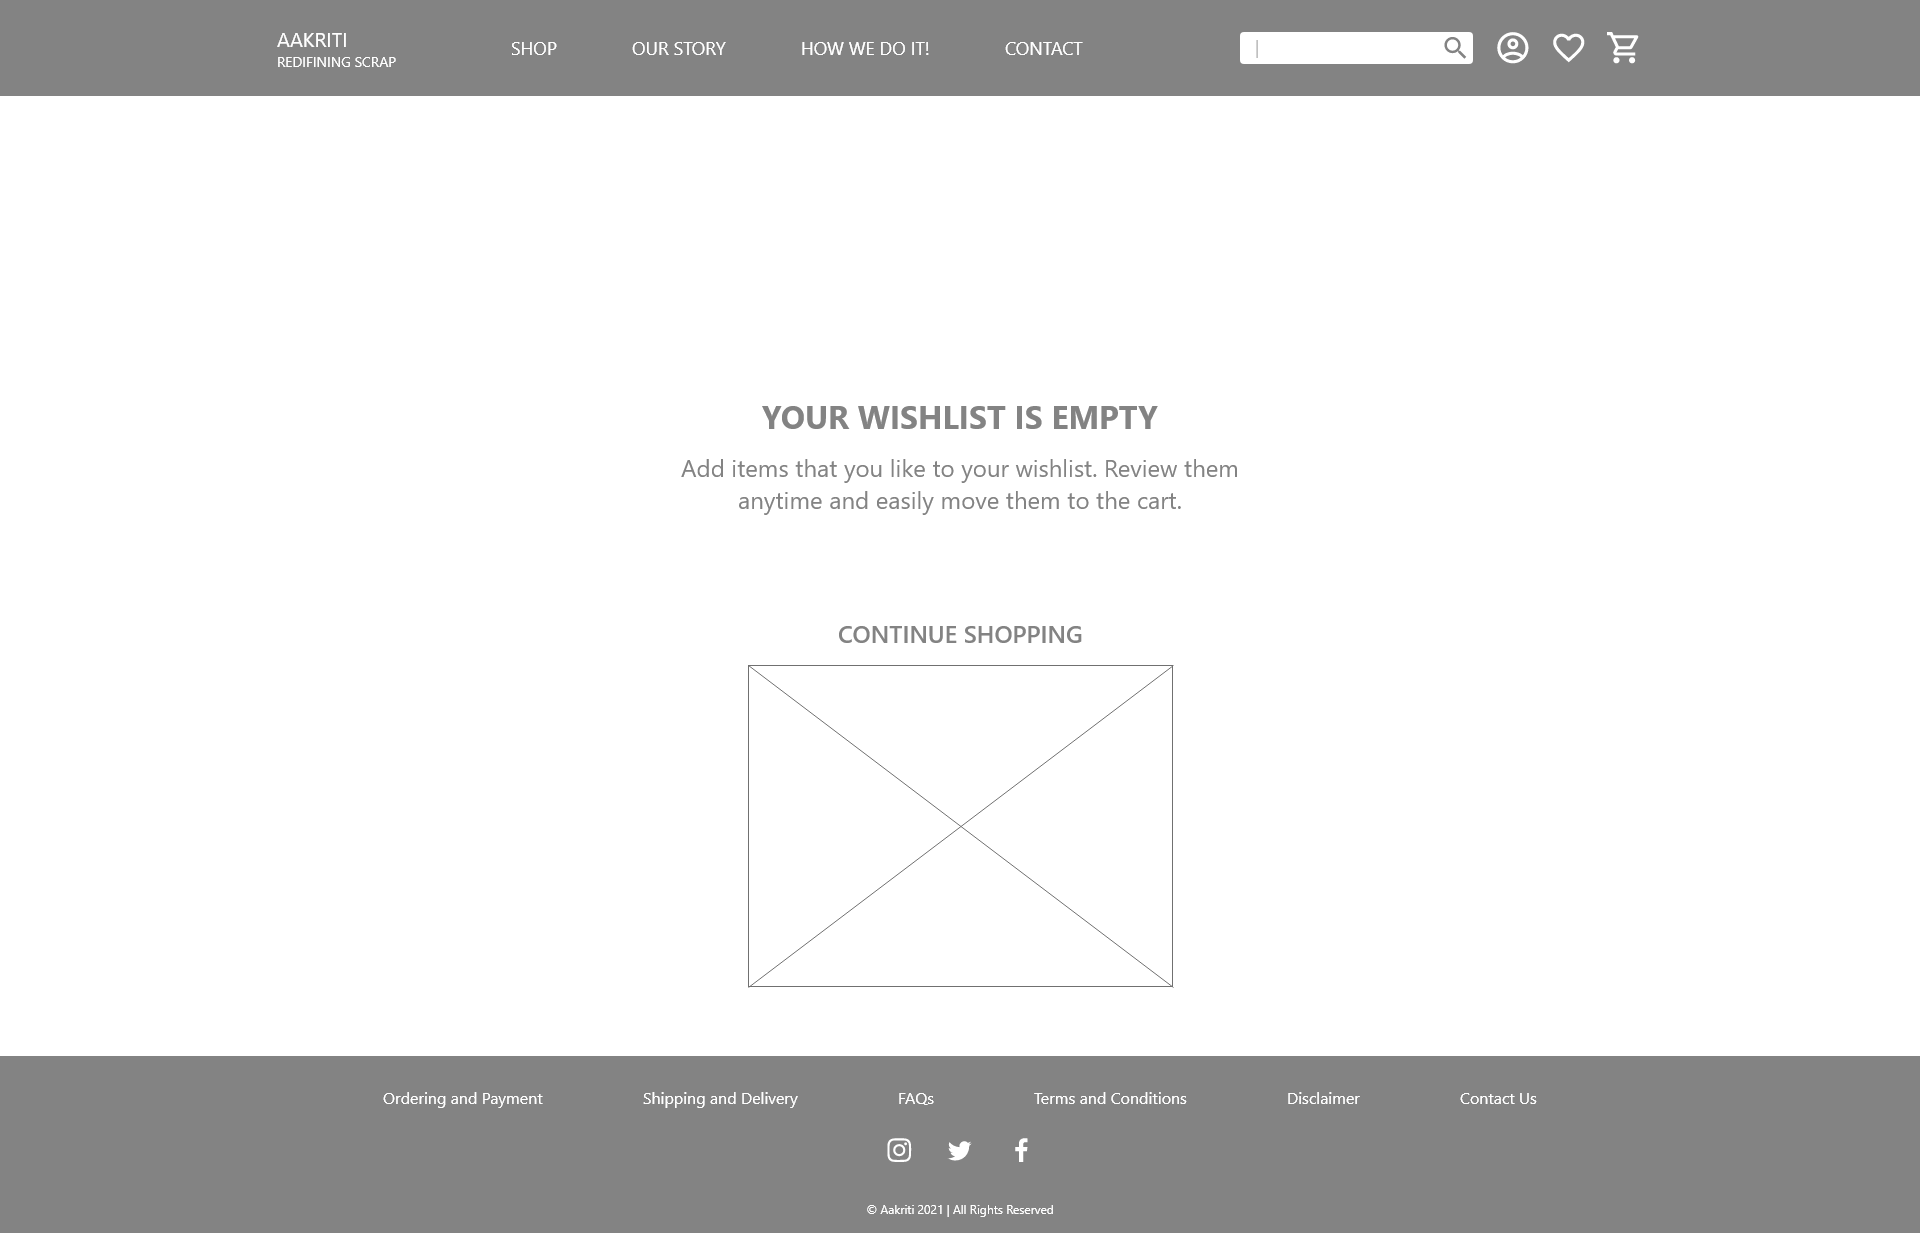 AAKRITI
REDIFINING SCRAP
SHOP
OUR STORY
HOW WE DO IT!
CONTACT
YOUR WISHLIST IS EMPTY
Add items that you like to your wishlist. Review them
anytime and easily move them to the cart.
CONTINUE SHOPPING
Ordering and Payment
Shipping and Delivery
FAQs
Terms and Conditions
Disclaimer
Contact Us
© Aakriti 2021 | All Rights Reserved